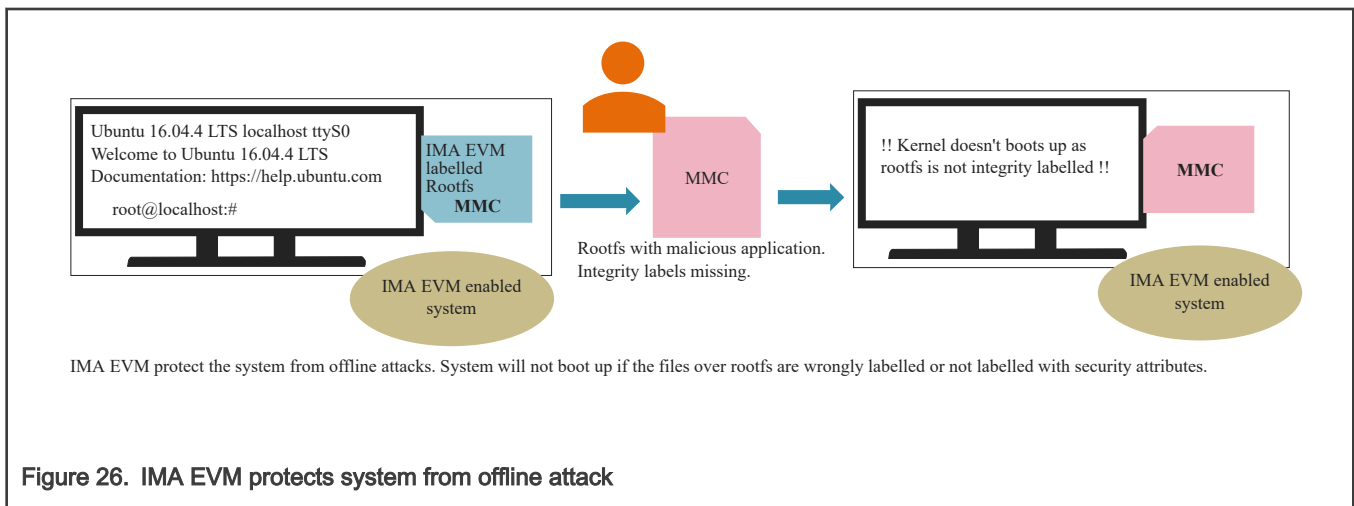 Ubuntu 16.04.4 LTS localhost ttyS0
Welcome to Ubuntu 16.04.4 LTS
Documentation: https://help.ubuntu.com
root@localhost:#
IMA EVM
labelled
Rootfs
MMC
IMA EVM enabled
system
MMC
Rootfs with malicious application.
Integrity labels missing.
!! Kernel doesn't boots up as
rootfs is not integrity labelled !!
MMC
IMA EVM enabled
system
IMA EVM protect the system from offline attacks. System will not boot up if the files over rootfs are wrongly labelled or not labelled with security attributes.
Figure 26. IMA EVM protects system from offline attack